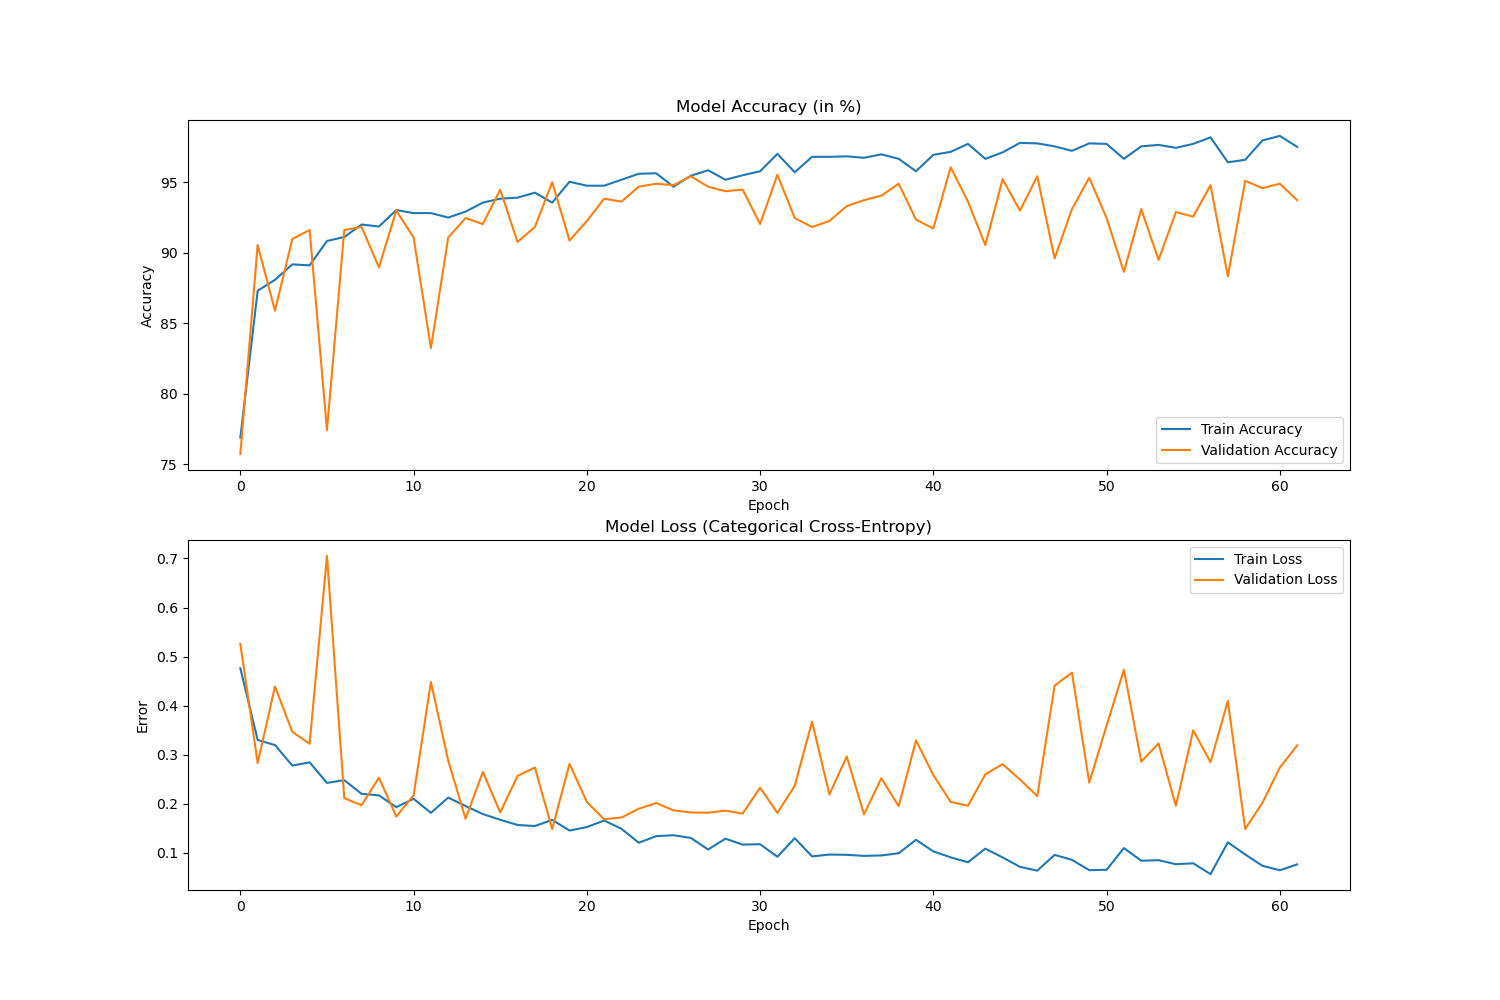 Model Accuracy (in %)
95
90
85
80
75
Accuracy
Train Accuracy
Validation Accuracy
0 10 20 30 40 50 60
Epoch
Model Loss (Categorical Cross-Entropy)
0.7
0.6
0.5
0.4
0.3
0.2
0.1
Error
Train Loss
Validation Loss
0 10 20 30 40 50 60
Epoch